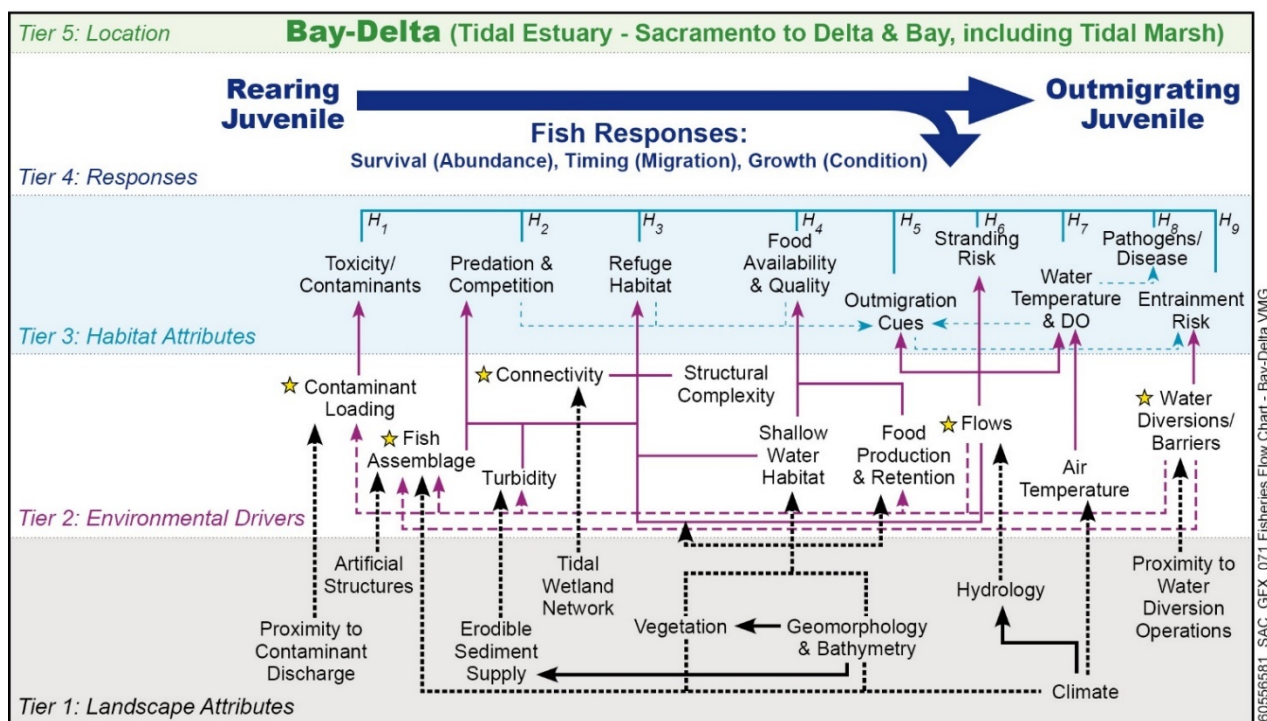 Tier 5: Location
Bay-Delta (Tidal Estuary - Sacramento to Delta & Bay, including Tidal Marsh)
Rearing
Juvenile
Outmigrating
Juvenile
Fish Responses:
Survival (Abundance), Timing (Migration), Growth (Condition)
Tier 4: Responses
H1
H2
H3
H4
H5
H6
H7
H8
H9
Toxicity/
Contaminants
Predation &
Competition
Refuge
Habitat
Food
Availability
& Quality
Outmigration
Cues
Stranding
Risk
Water
Temperature
& DO
Pathogens/
Disease
Entrainment
Risk
Tier 3: Habitat Attributes
Contaminant
Loading
Fish
Assemblage
Connectivity
Structural
Complexity
Turbidity
Shallow
Water
Habitat
Food
Production
& Retention
Flows
Air
Temperature
Water
Diversions/
Barriers
Tier 2: Environmental Drivers
Artificial
Structures
Proximity to
Contaminant
Discharge
Tidal
Wetland
Network
Erodible
Sediment
Supply
Vegetation
Geomorphology
& Bathymetry
Hydrology
Climate
Proximity to
Water
Diversion
Operations
Tier 1: Landscape Attributes
60556581_SAC_GFX_071 Fisheries Flow Chart - Bay-Delta VMG